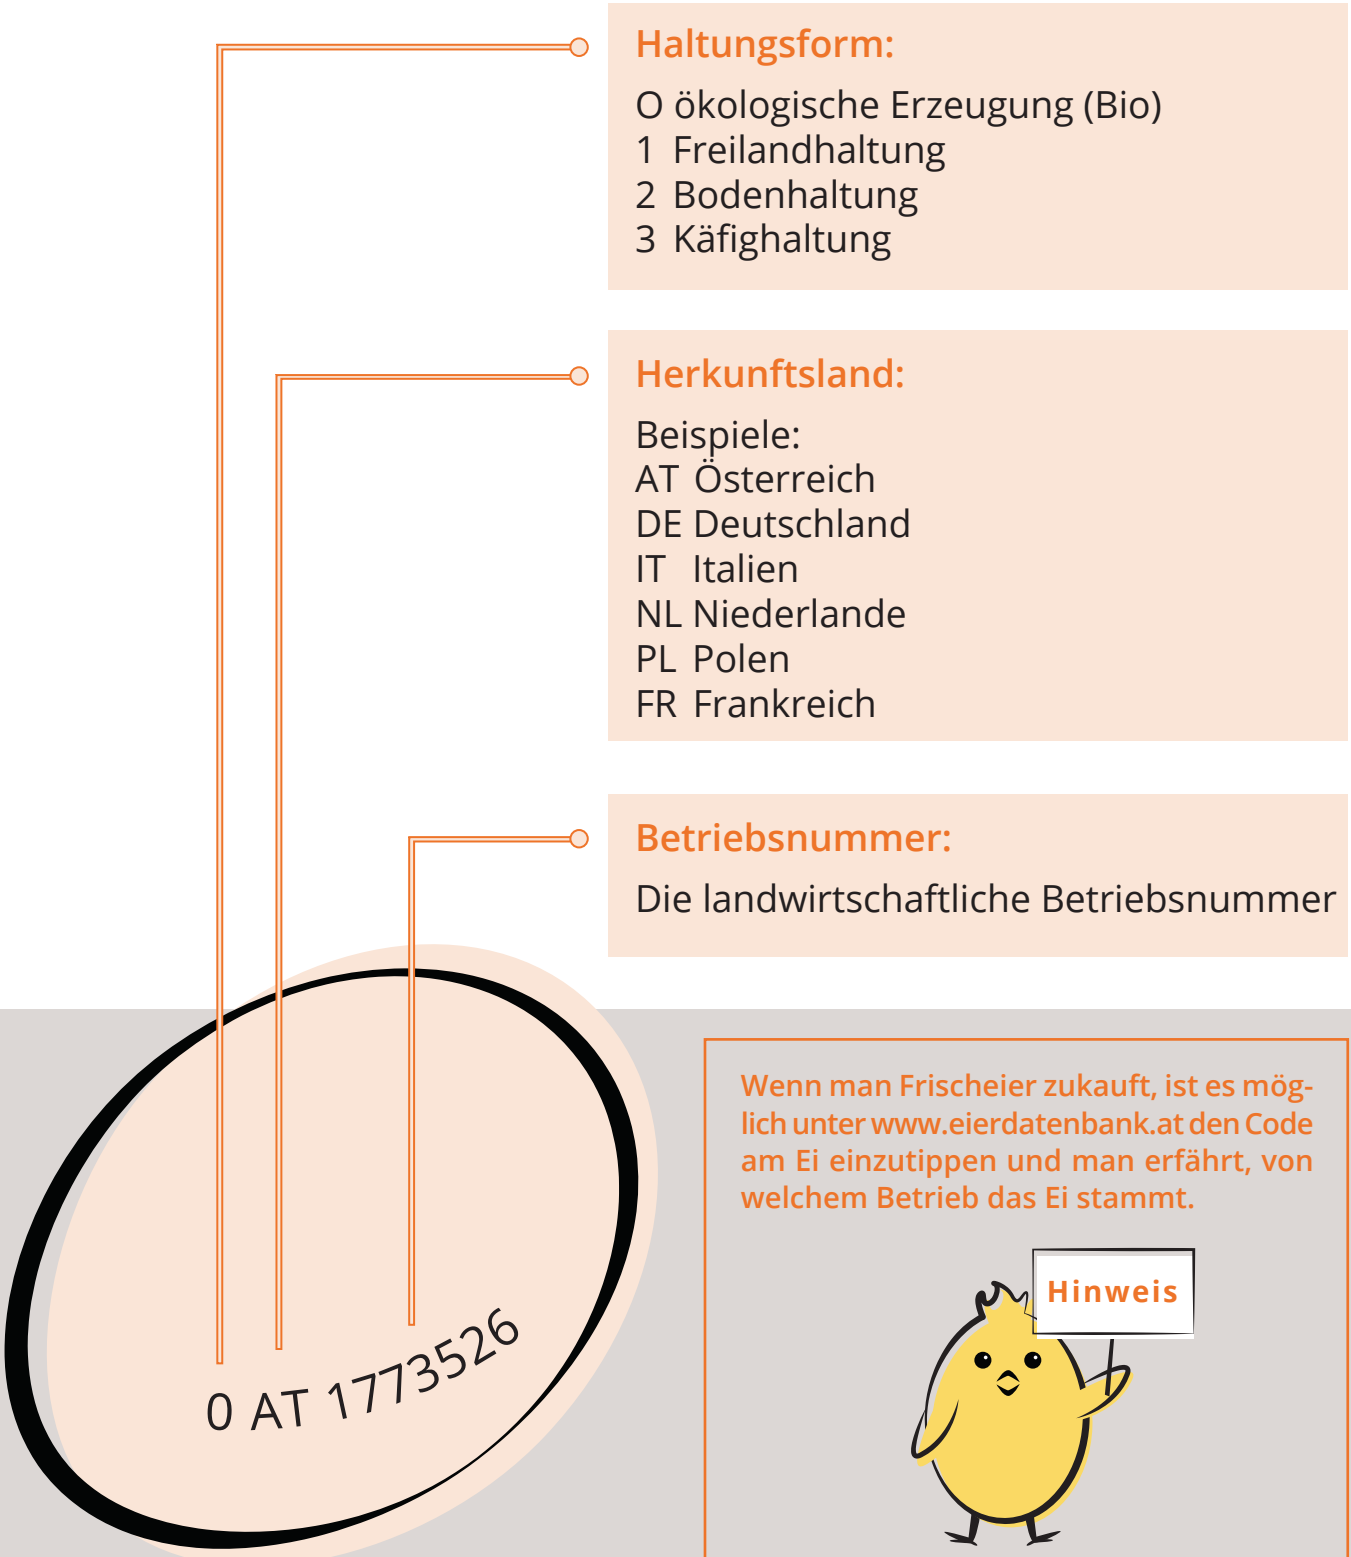 Haltungsform:
O ökologische Erzeugung (Bio)
1 Freilandhaltung
2 Bodenhaltung
3 Käfighaltung
Herkunftsland:
Beispiele:
AT Österreich
DE Deutschland
IT Italien
NL Niederlande
PL Polen
FR Frankreich
Betriebsnummer:
Die landwirtschaftliche Betriebsnummer
0 AT 1773526
Wenn man Frischeier zukauft, ist es mög-
lich unter www.eierdatenbank.at den Code
am Ei einzutippen und man erfährt, von
welchem Betrieb das Ei stammt.
Hinweis